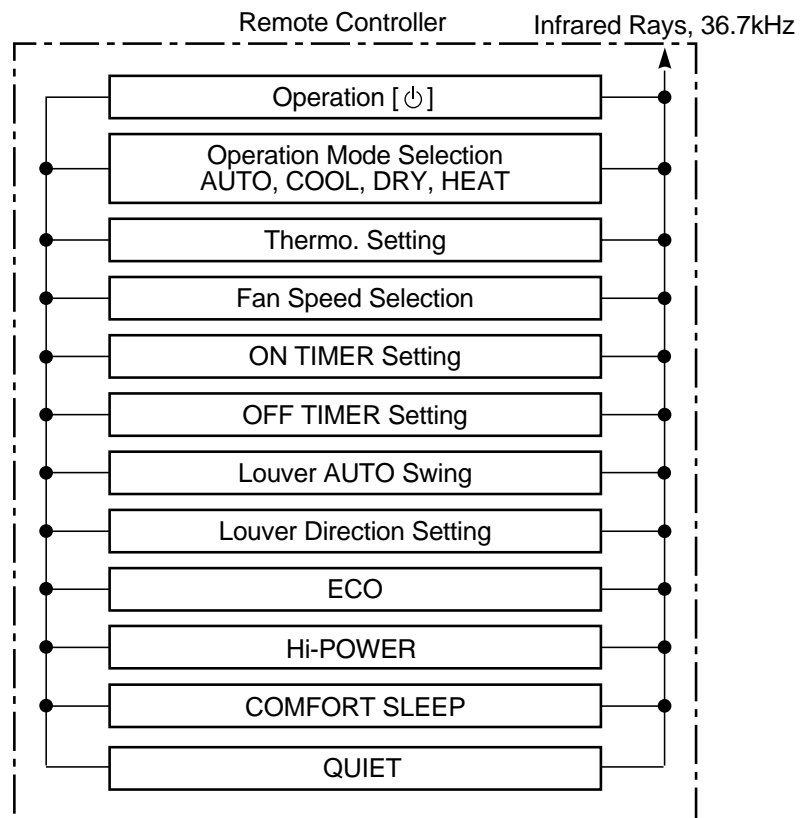 Remote Controller
Infrared Rays, 36.7kHz
Operation [⏻]
Operation Mode Selection
AUTO, COOL, DRY, HEAT
Thermo. Setting
Fan Speed Selection
ON TIMER Setting
OFF TIMER Setting
Louver AUTO Swing
Louver Direction Setting
ECO
Hi-POWER
COMFORT SLEEP
QUIET